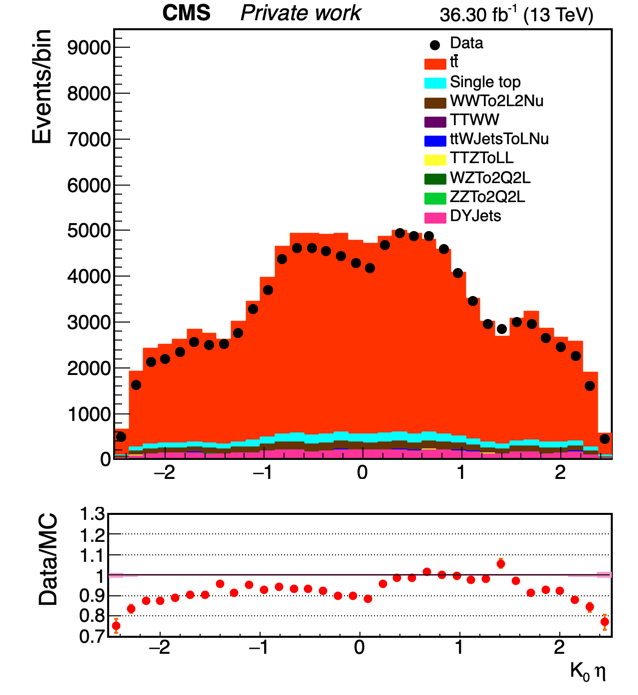 CMS Private work 36.30 fb⁻¹ (13 TeV)
Events/bin
9000
8000
7000
6000
5000
4000
3000
2000
1000
0
Data
tt̄
Single top
WWTo2L2Nu
TTWW
ttWJetsToLNu
TTZToLL
WZTo2Q2L
ZZTo2Q2L
DYJets
−2 −1 0 1 2
Data/MC
1.3
1.2
1.1
1
0.9
0.8
0.7
−2 −1 0 1 2
K₀ η